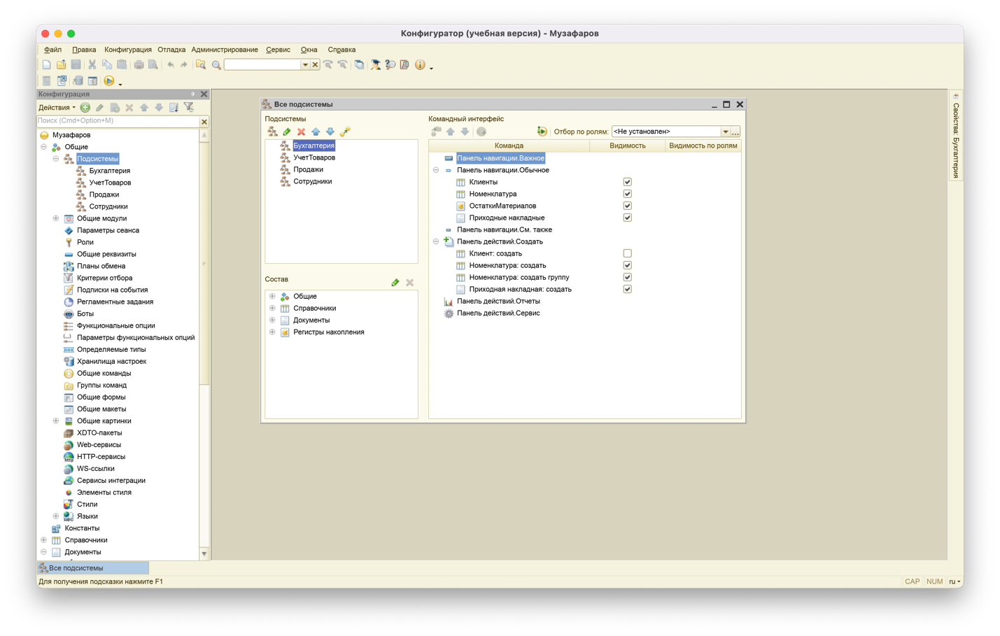 Конфигуратор (учебная версия) - Музафаров
Файл Правка Конфигурация Отладка Администрирование Сервис Окна Справка
Конфигурация
Действия
Поиск (Cmd+Option+M)
Музафаров
Общие
Подсистемы
Бухгалтерия
УчетТоваров
Продажи
Сотрудники
Общие модули
Параметры сеанса
Роли
Общие реквизиты
Планы обмена
Критерии отбора
Подписки на события
Регламентные задания
Боты
Функциональные опции
Параметры функциональных опций
Определяемые типы
Хранилища настроек
Общие команды
Группы команд
Общие формы
Общие макеты
Общие картинки
XDTO-пакеты
Web-сервисы
HTTP-сервисы
WS-ссылки
Сервисы интеграции
Элементы стиля
Стили
Языки
Константы
Справочники
Документы
Все подсистемы
Подсистемы
Бухгалтерия
УчетТоваров
Продажи
Сотрудники
Состав
Общие
Справочники
Документы
Регистры накопления
Командный интерфейс
Отбор по ролям: <Не установлен> ...
Команда Видимость Видимость по ролям
Панель навигации.Важное
Панель навигации.Обычное
Клиенты
Номенклатура
ОстаткиМатериалов
Приходные накладные
Панель навигации.См. также
Панель действий.Создать
Клиент: создать
Номенклатура: создать
Номенклатура: создать группу
Приходная накладная: создать
Панель действий.Отчеты
Панель действий.Сервис
Свойства: Бухгалтерия
Все подсистемы
Для получения подсказки нажмите F1
CAP NUM ru